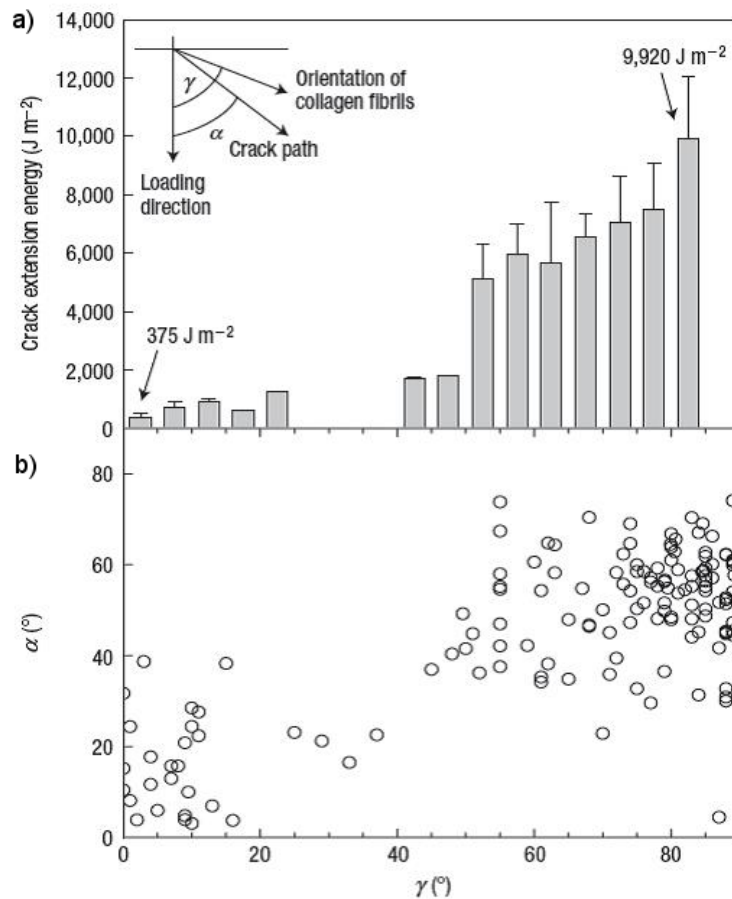 a)
14,000
12,000
10,000
8,000
6,000
4,000
2,000
0
Crack extension energy (J m−2)
γ
α
Orientation of
collagen fibrils
Crack path
Loading
direction
9,920 J m−2
375 J m−2
b)
80
60
40
20
0
α (°)
0 20 40 60 80
γ (°)